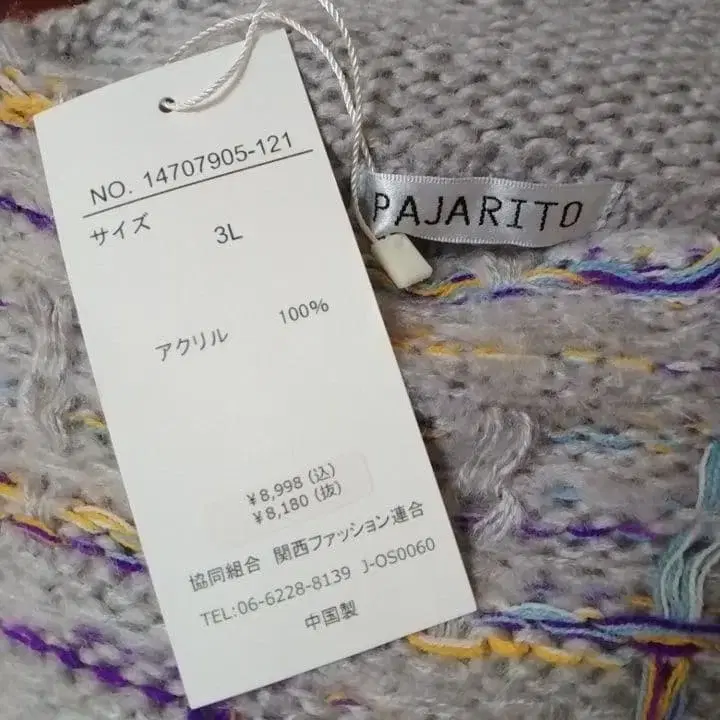 NO. 14707905-121
サイズ 3L
アクリル 100%
¥8,998 (込)
¥8,180 (抜)
協同組合 関西ファッション連合
TEL:06-6228-8139 J-OS0060
中国製
PAJARITO